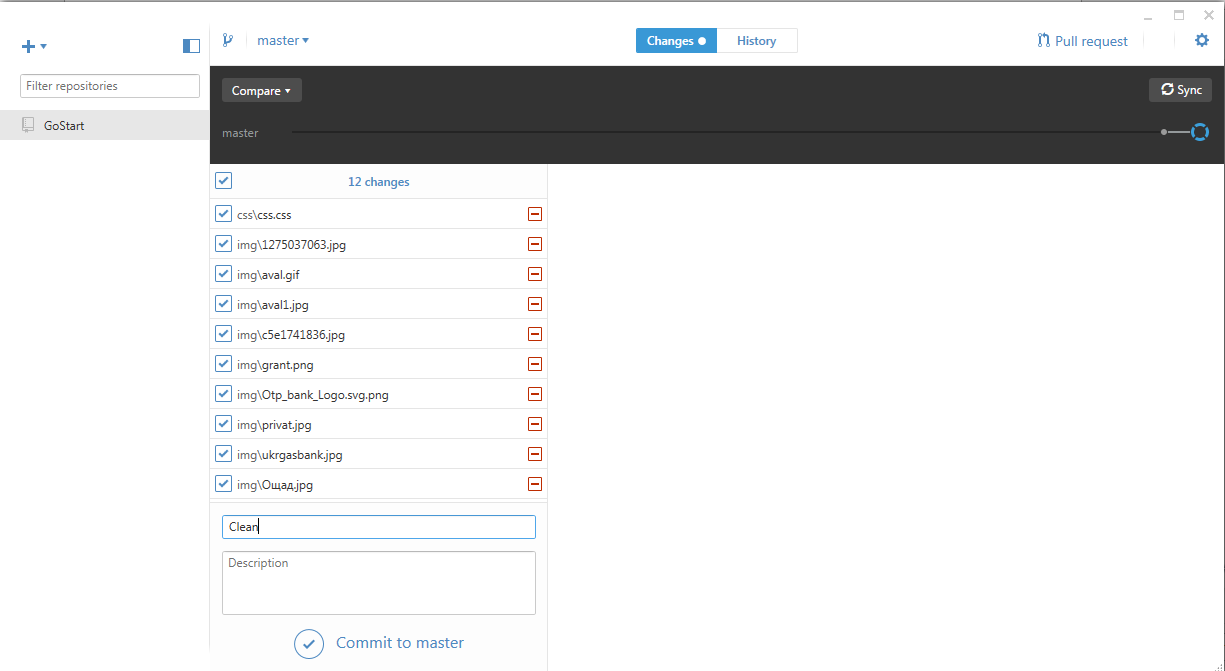 master
Changes
History
Pull request
Filter repositories
GoStart
Compare
Sync
master
12 changes
css\css.css
img\1275037063.jpg
img\aval.gif
img\aval1.jpg
img\c5e1741836.jpg
img\grant.png
img\Otp_bank_Logo.svg.png
img\privat.jpg
img\ukrgasbank.jpg
img\Ощад.jpg
Clean
Description
Commit to master